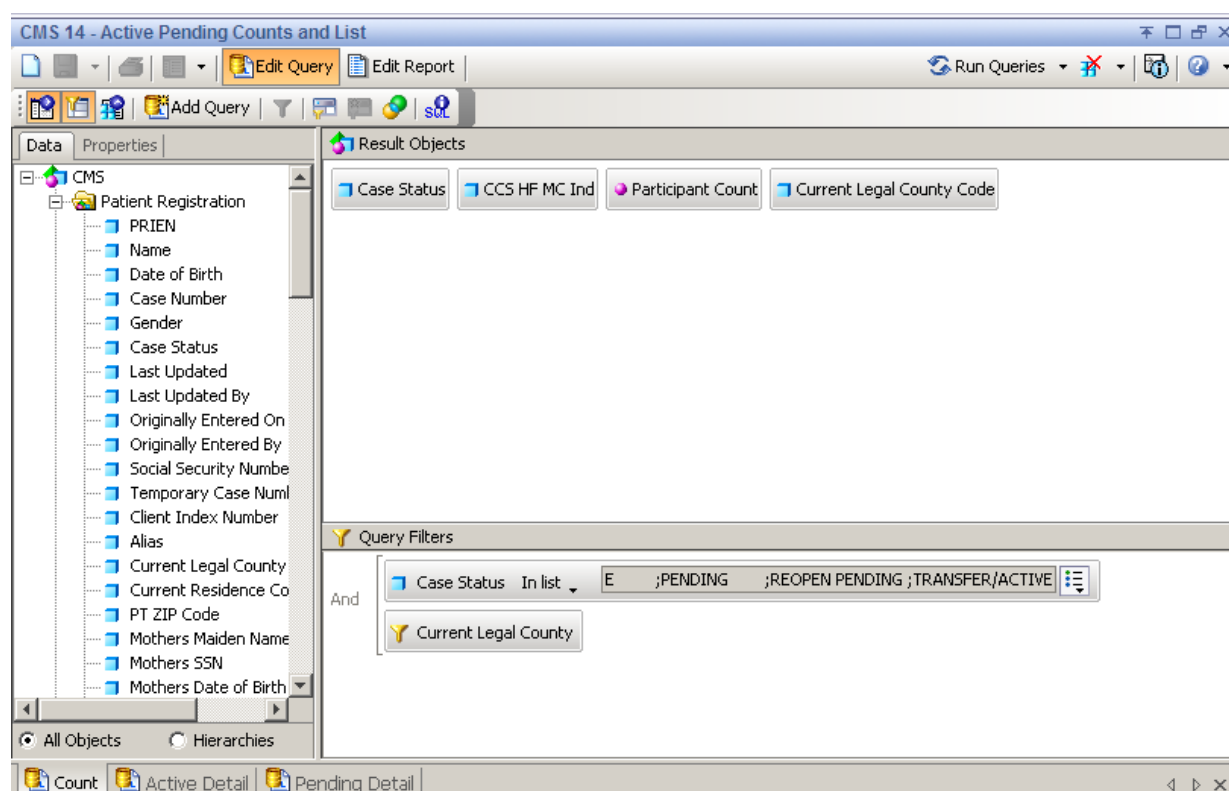 CMS 14 - Active Pending Counts and List
Edit Query Edit Report Run Queries
Add Query SQL
Data Properties
Result Objects
CMS
Patient Registration
PRIEN
Name
Date of Birth
Case Number
Gender
Case Status
Last Updated
Last Updated By
Originally Entered On
Originally Entered By
Social Security Numbe
Temporary Case Num
Client Index Number
Alias
Current Legal County
Current Residence Co
PT ZIP Code
Mothers Maiden Name
Mothers SSN
Mothers Date of Birth
All Objects Hierarchies
Case Status CCS HF MC Ind Participant Count Current Legal County Code
Query Filters
And
Case Status In list E ;PENDING ;REOPEN PENDING ;TRANSFER/ACTIVE
Current Legal County
Count Active Detail Pending Detail